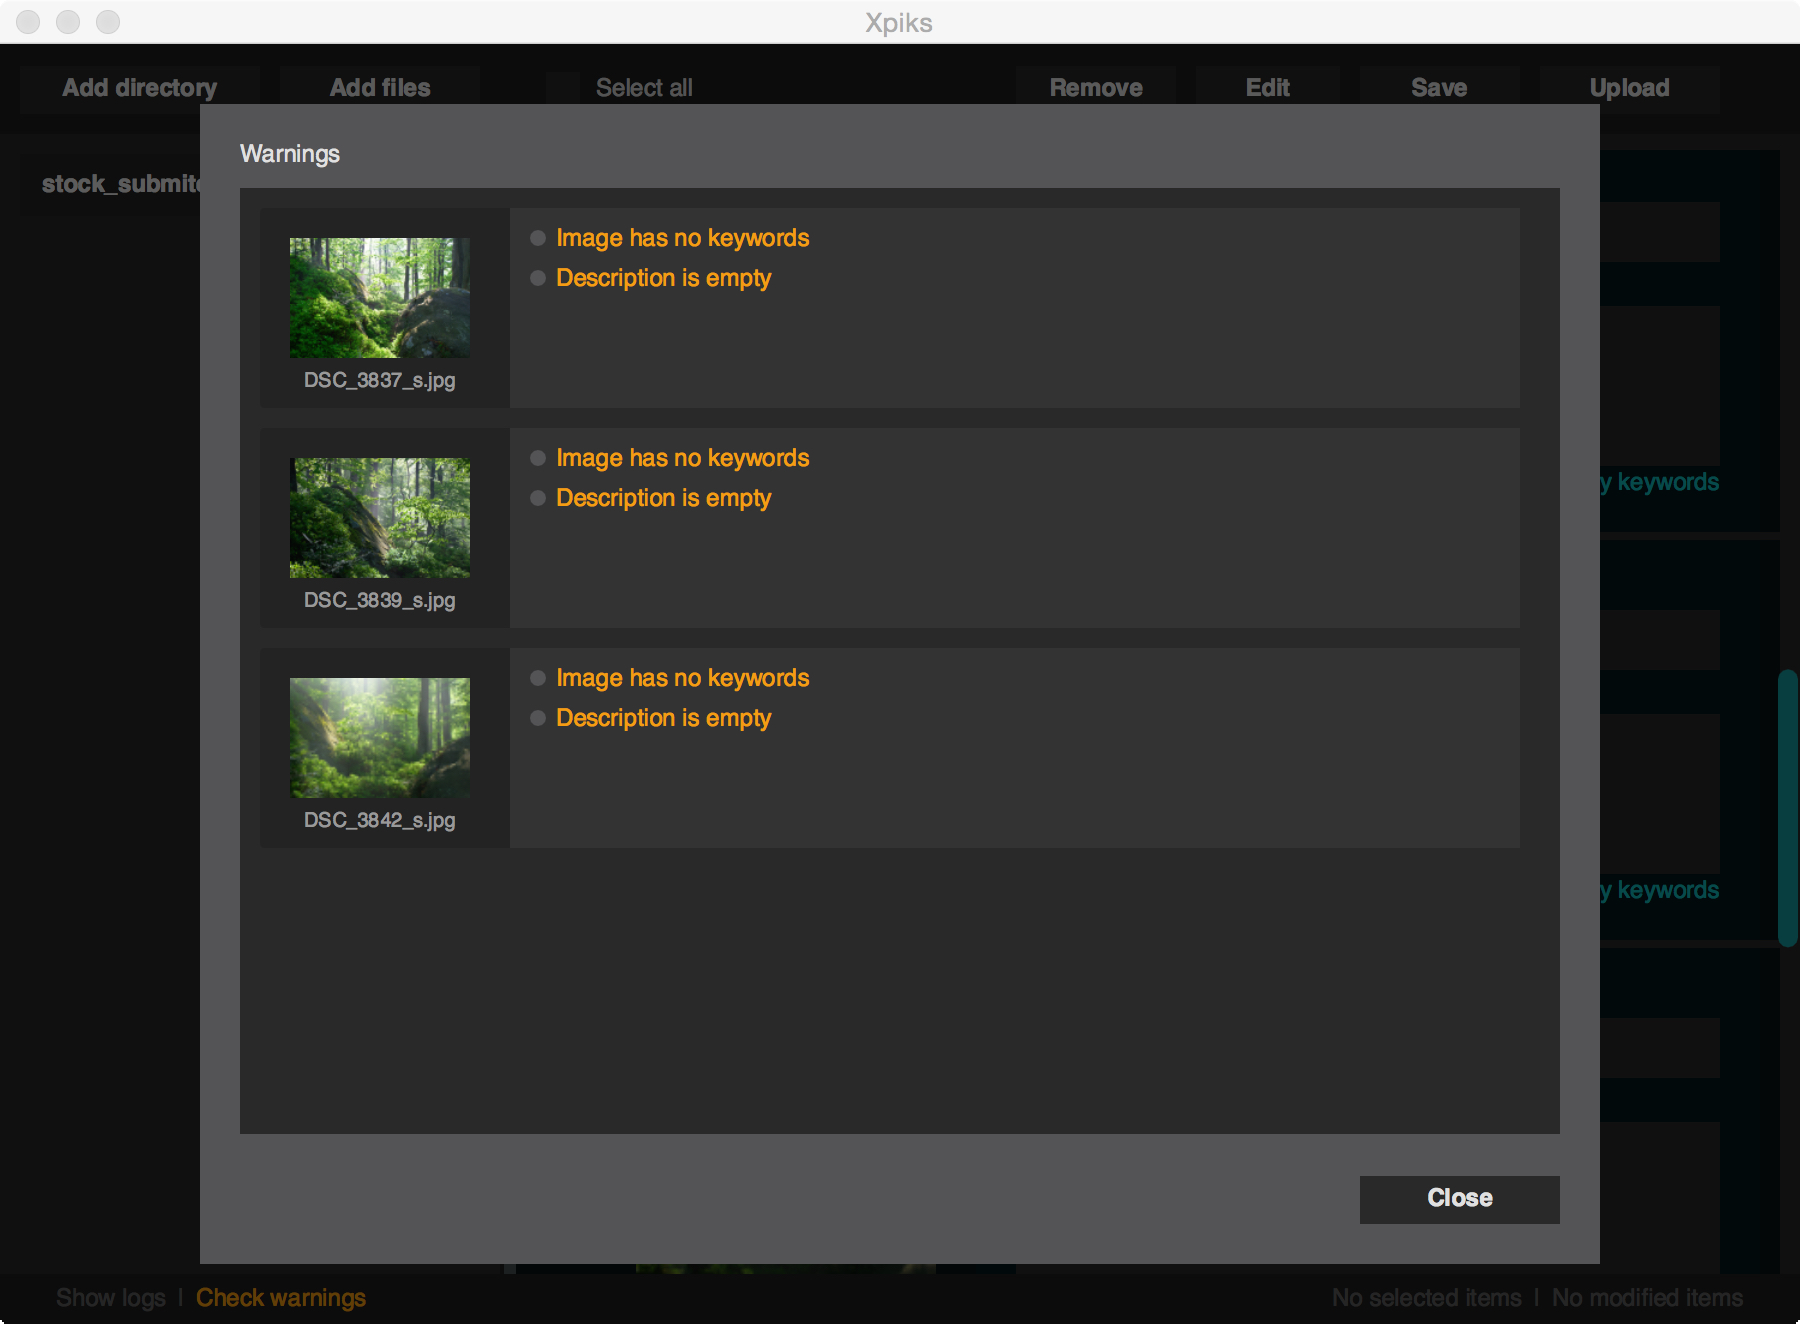 Xpiks
Add directory
Add files
Select all
Remove
Edit
Save
Upload
Warnings
Image has no keywords
Description is empty
DSC_3837_s.jpg
Image has no keywords
Description is empty
DSC_3839_s.jpg
Image has no keywords
Description is empty
DSC_3842_s.jpg
keywords
keywords
Close
Show logs | Check warnings
No selected items | No modified items